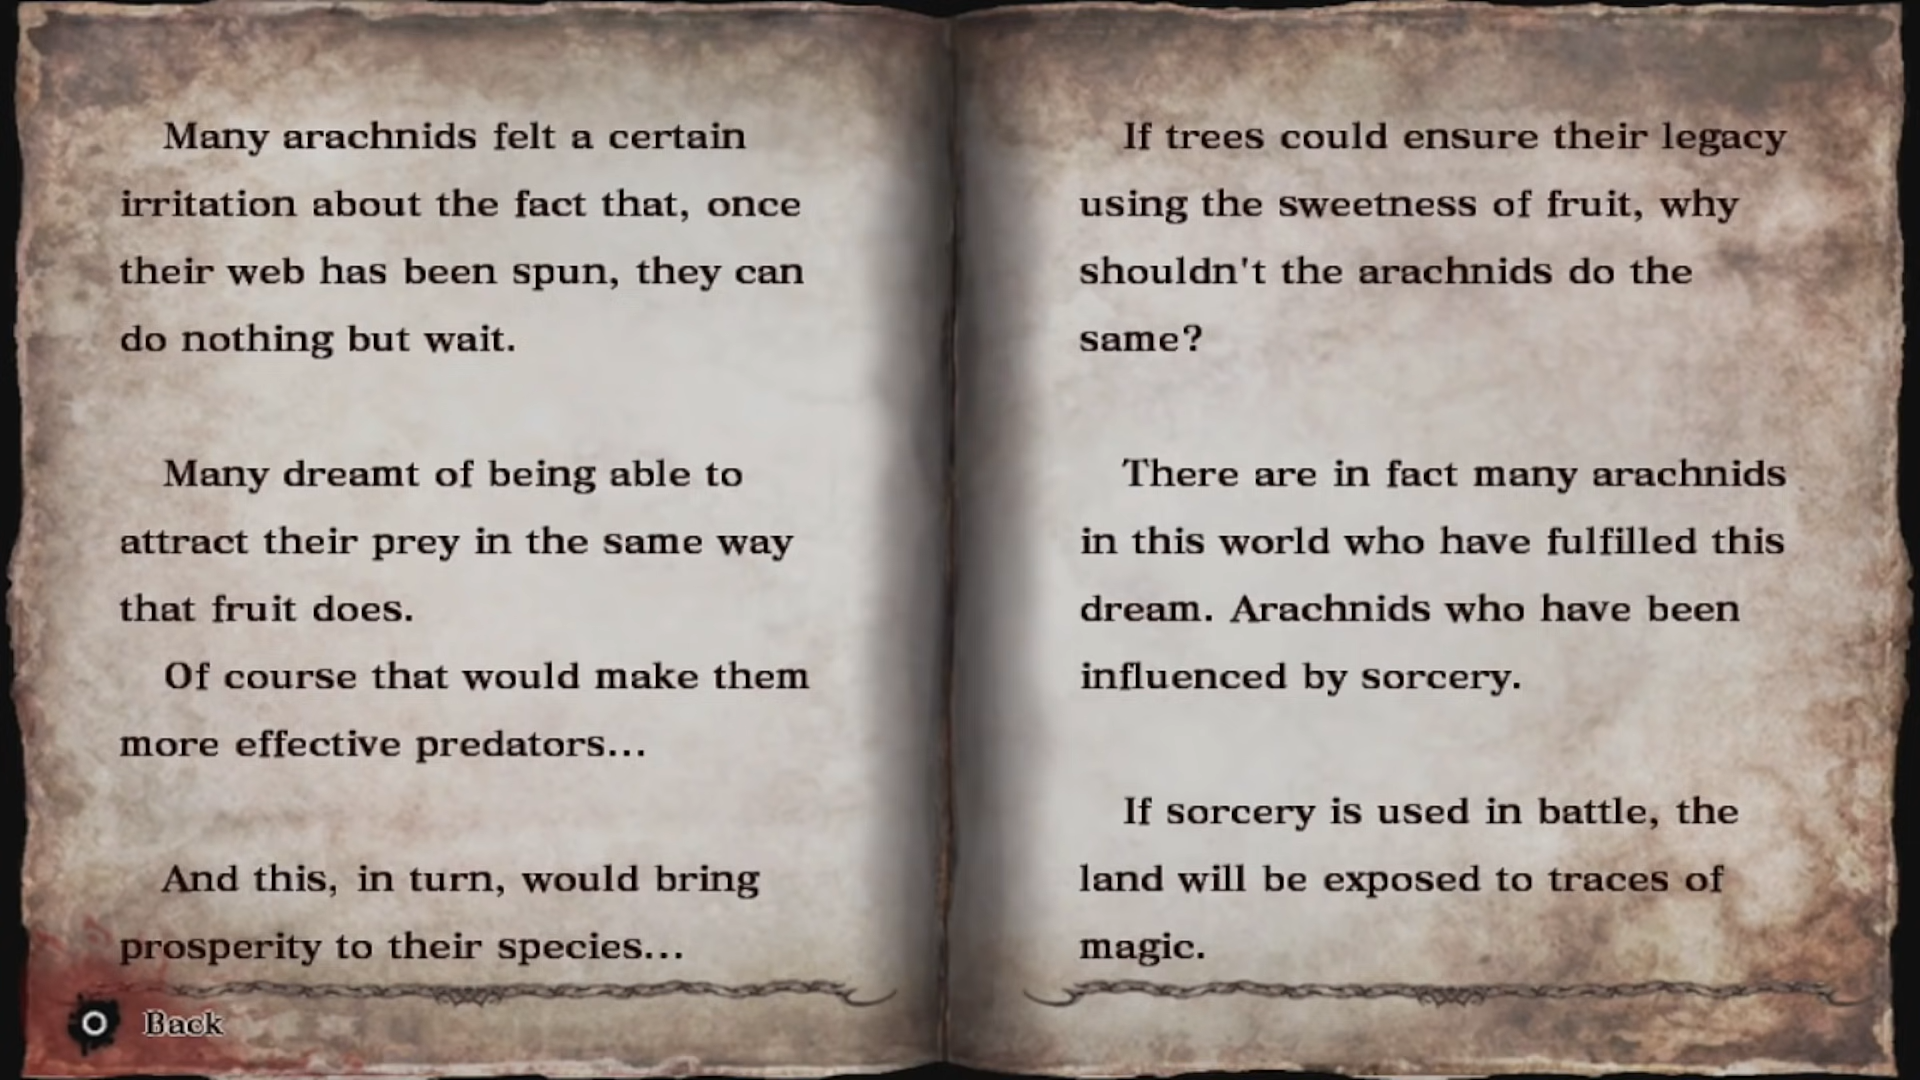 Many arachnids felt a certain
irritation about the fact that, once
their web has been spun, they can
do nothing but wait.
Many dreamt of being able to
attract their prey in the same way
that fruit does.
Of course that would make them
more effective predators...
And this, in turn, would bring
prosperity to their species...
If trees could ensure their legacy
using the sweetness of fruit, why
shouldn't the arachnids do the
same?
There are in fact many arachnids
in this world who have fulfilled this
dream. Arachnids who have been
influenced by sorcery.
If sorcery is used in battle, the
land will be exposed to traces of
magic.
Back